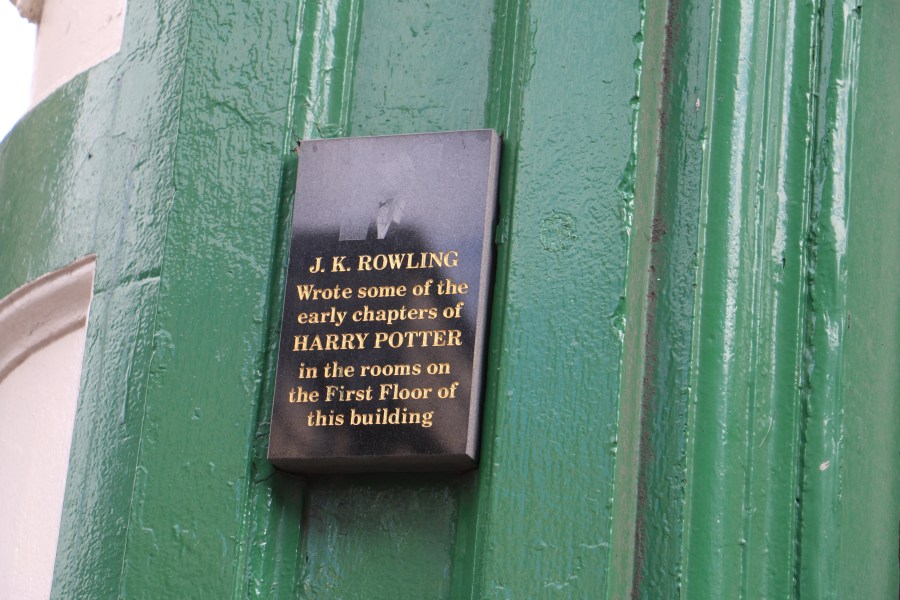 J. K. ROWLING
Wrote some of the
early chapters of
HARRY POTTER
in the rooms on
the First Floor of
this building